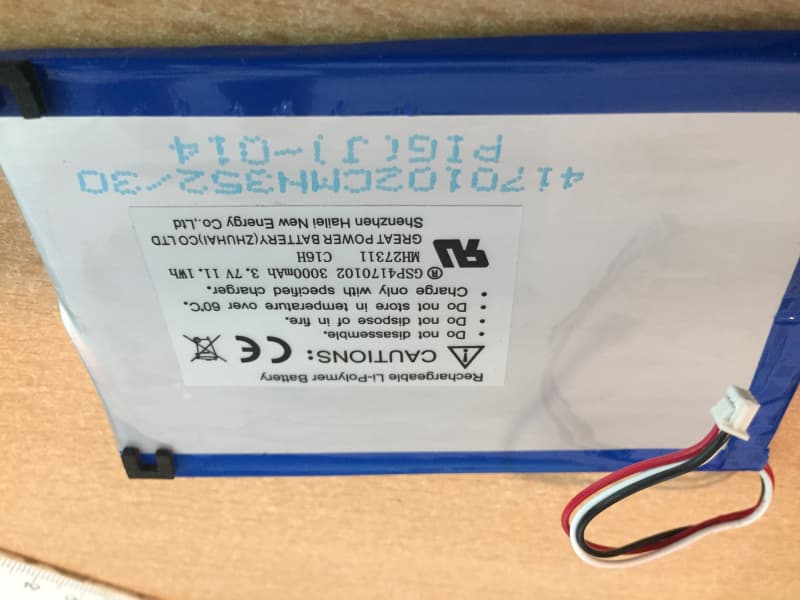 Rechargeable Li-Polymer Battery
CAUTIONS:
• Do not disassemble.
• Do not dispose of in fire.
• Do not store in temperature over 60℃.
• Charge only with specified charger.
® GSP4170102 3000mAh 3.7V 11.1Wh
MH27311 C16H
GREAT POWER BATTERY(ZHUHAI)CO LTD
Shenzhen Hailei New Energy Co.,Ltd
4170102CMH352/30
PIG(J)-014